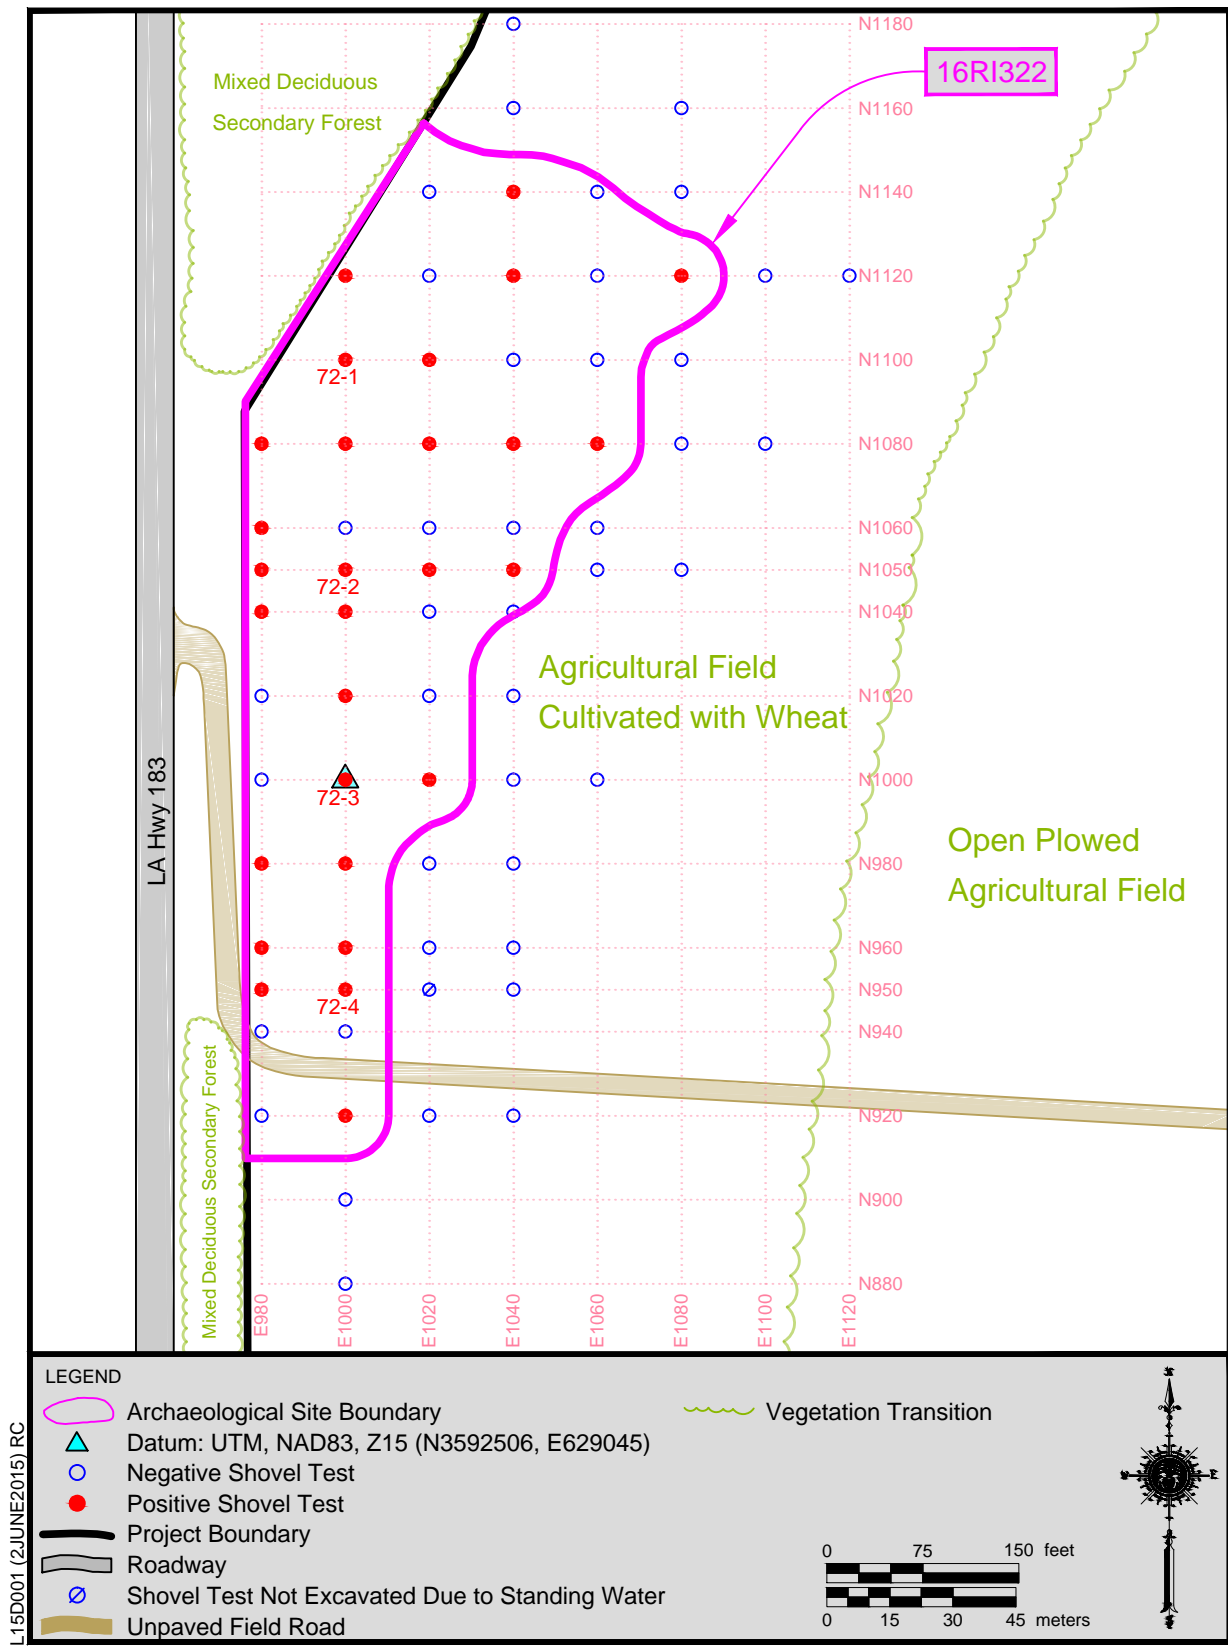 N1180
16RI322
Mixed Deciduous
Secondary Forest
N1160
N1140
N1120
N1100
72-1
N1080
N1060
N1050
72-2
N1040
Agricultural Field
Cultivated with Wheat
N1020
N1000
72-3
LA Hwy 183
Open Plowed
Agricultural Field
N980
N960
N950
72-4
N940
N920
Mixed Deciduous Secondary Forest
N900
N880
E980
E1000
E1020
E1040
E1060
E1080
E1100
E1120
LEGEND
Archaeological Site Boundary
Datum: UTM, NAD83, Z15 (N3592506, E629045)
Negative Shovel Test
Positive Shovel Test
Project Boundary
Roadway
Shovel Test Not Excavated Due to Standing Water
Unpaved Field Road
Vegetation Transition
0 75 150 feet
0 15 30 45 meters
L15D001 (2JUNE2015) RC